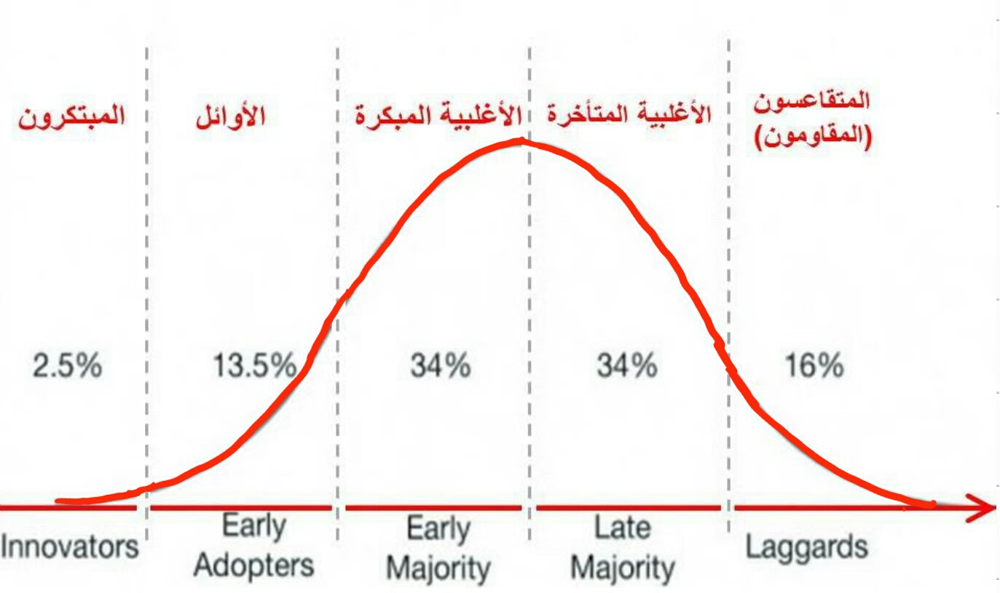 المبتكرون
الأوائل
الأغلبية المبكرة
الأغلبية المتأخرة
المتقاعسون
(المقاومون)
2.5%
13.5%
34%
34%
16%
Innovators
Early
Adopters
Early
Majority
Late
Majority
Laggards